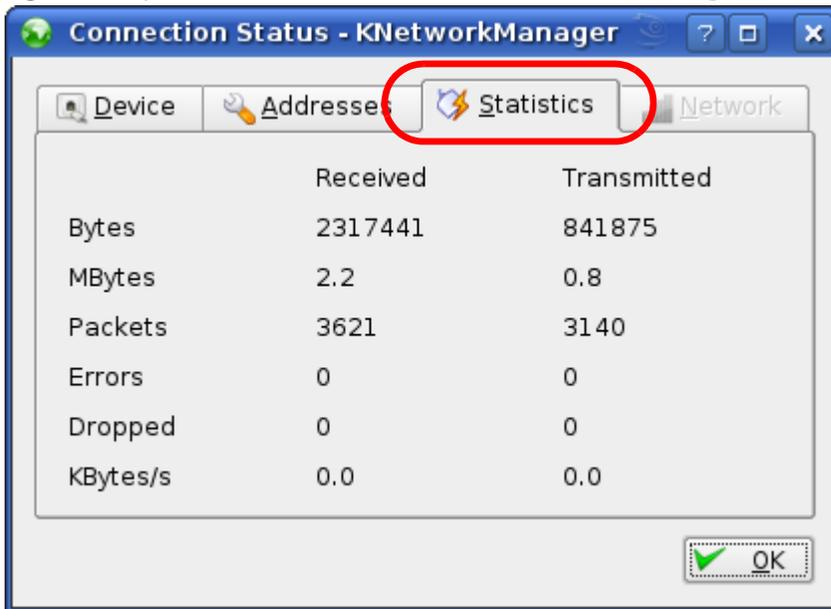 Connection Status - KNetworkManager
Device Addresses Statistics Network
Received Transmitted
Bytes 2317441 841875
MBytes 2.2 0.8
Packets 3621 3140
Errors 0 0
Dropped 0 0
KBytes/s 0.0 0.0
OK